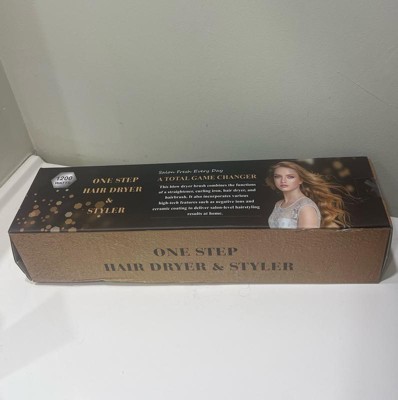 1200
WATTS
ONE STEP
HAIR DRYER
&
STYLER
Salon-Fresh Every Day
A TOTAL GAME CHANGER
This blow dryer brush combines the functions
of a straightener, curling iron, hair dryer, and
hairbrush. It also incorporates various
high-tech features such as negative ions and
ceramic coating to deliver salon-level hairstyling
results at home.
ONE STEP
HAIR DRYER & STYLER